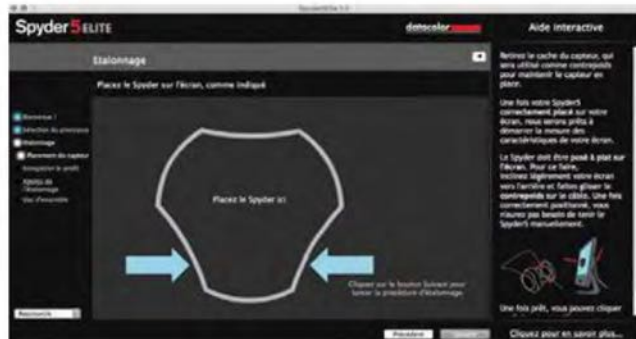 Spyder5ELITE
datacolor
Aide interactive
Etalonnage
Placez le Spyder sur l'écran, comme indiqué
Bienvenue !
Sélection du processus
Etalonnage
Placement du capteur
Enregistrer le profil
Aperçu de
l'étalonnage
Vue d'ensemble
Placez le Spyder ici
Cliquez sur le bouton Suivant pour
lancer la procédure d'étalonnage.
Retirez le cache du capteur, qui
sera utilisé comme contrepoids
pour maintenir le capteur en
place.
Une fois votre Spyder5
correctement placé sur votre
écran, nous serons prêts à
démarrer la mesure des
caractéristiques de votre écran.
Le Spyder doit être posé à plat sur
l'écran. Pour ce faire,
inclinez légèrement votre écran
vers l'arrière et faites glisser le
contrepoids sur le câble. Une fois
correctement positionné, vous
n'aurez pas besoin de tenir le
Spyder5 manuellement.
Une fois prêt, vous pouvez cliquer
Ressources
Précédent
Suivant
Cliquez pour en savoir plus...